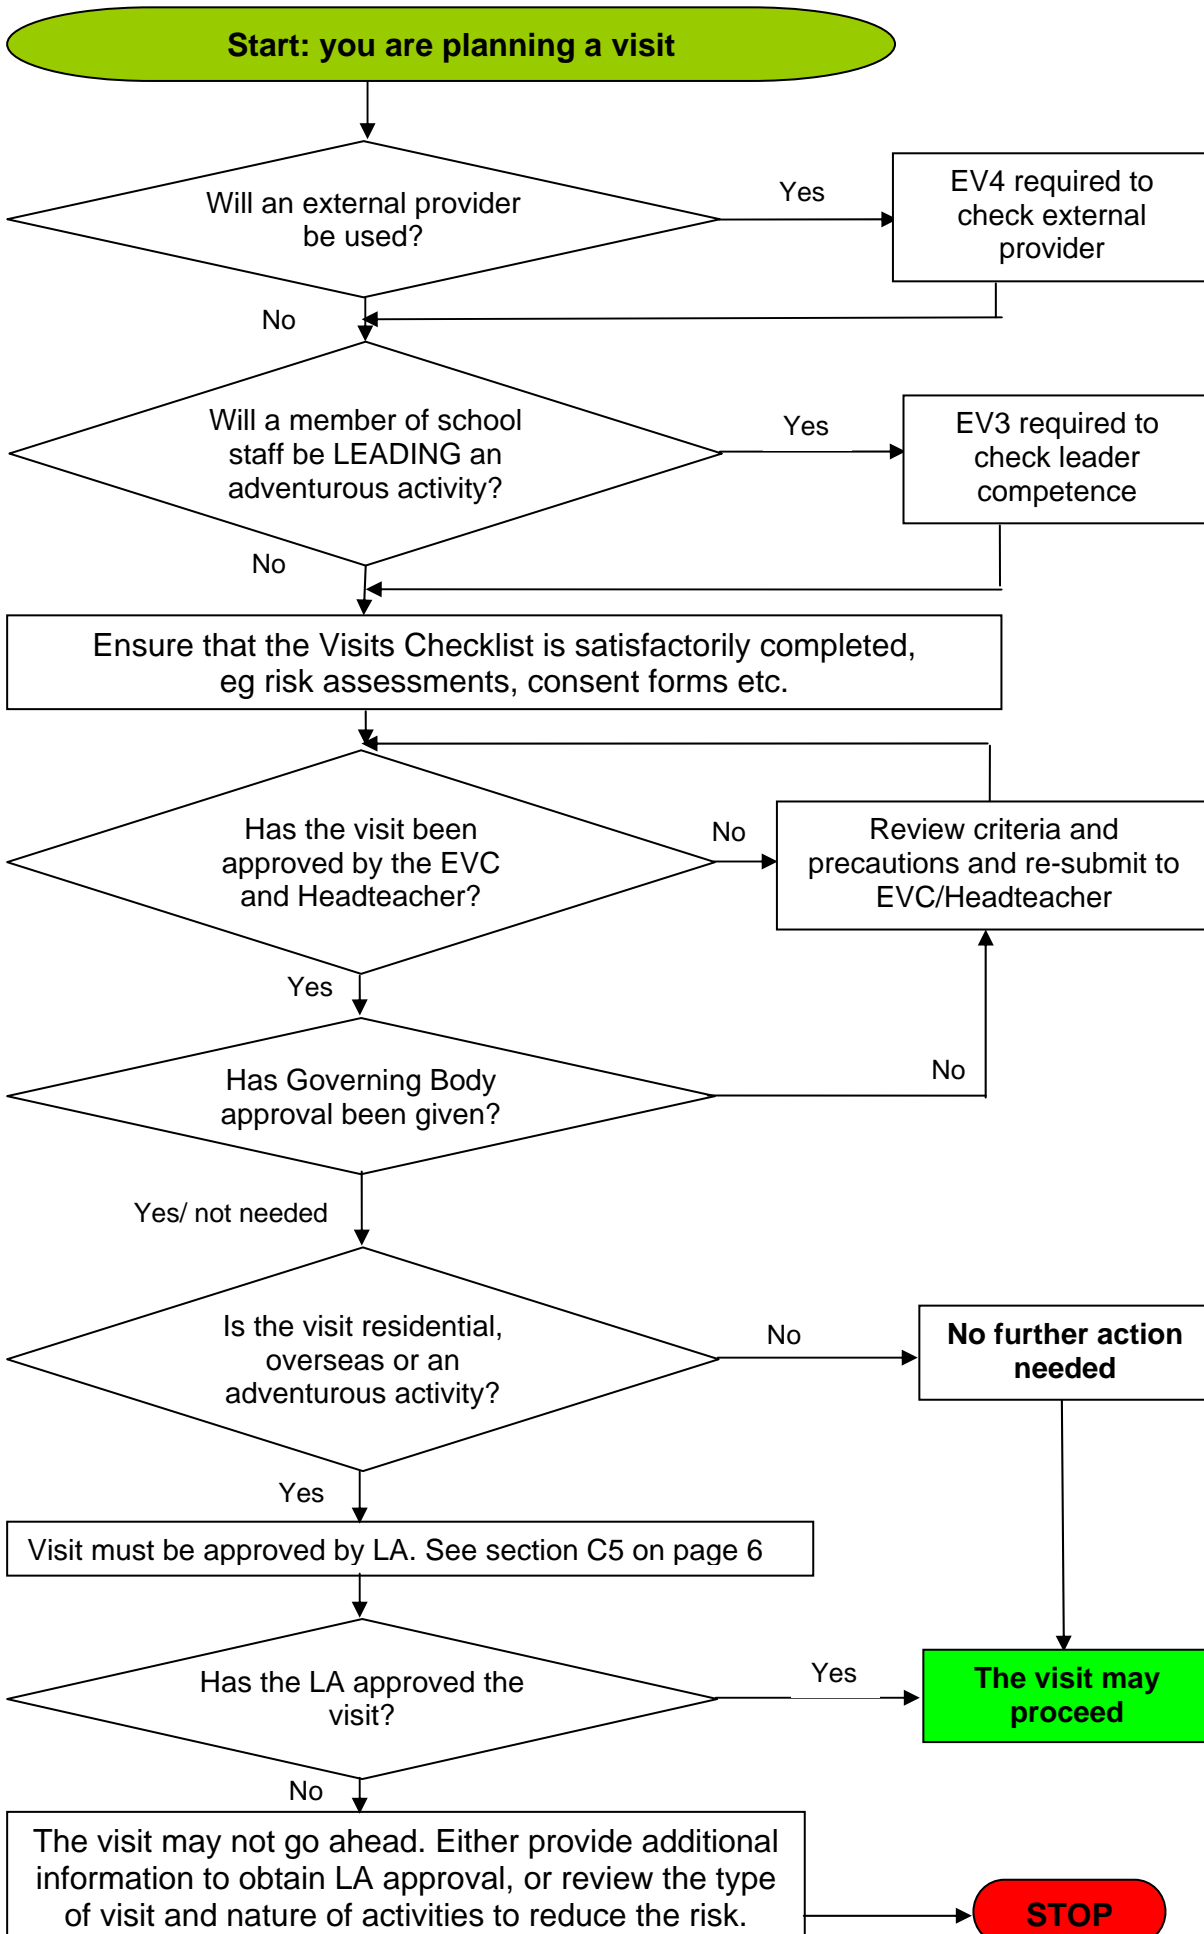 Start: you are planning a visit
Will an external provider
be used?
Yes
EV4 required to
check external
provider
No
Will a member of school
staff be LEADING an
adventurous activity?
Yes
EV3 required to
check leader
competence
No
Ensure that the Visits Checklist is satisfactorily completed,
eg risk assessments, consent forms etc.
Has the visit been
approved by the EVC
and Headteacher?
No
Review criteria and
precautions and re-submit to
EVC/Headteacher
Yes
Has Governing Body
approval been given?
No
Yes/ not needed
Is the visit residential,
overseas or an
adventurous activity?
No
No further action
needed
Yes
Visit must be approved by LA. See section C5 on page 6
Has the LA approved the
visit?
Yes
The visit may
proceed
No
The visit may not go ahead. Either provide additional
information to obtain LA approval, or review the type
of visit and nature of activities to reduce the risk.
STOP